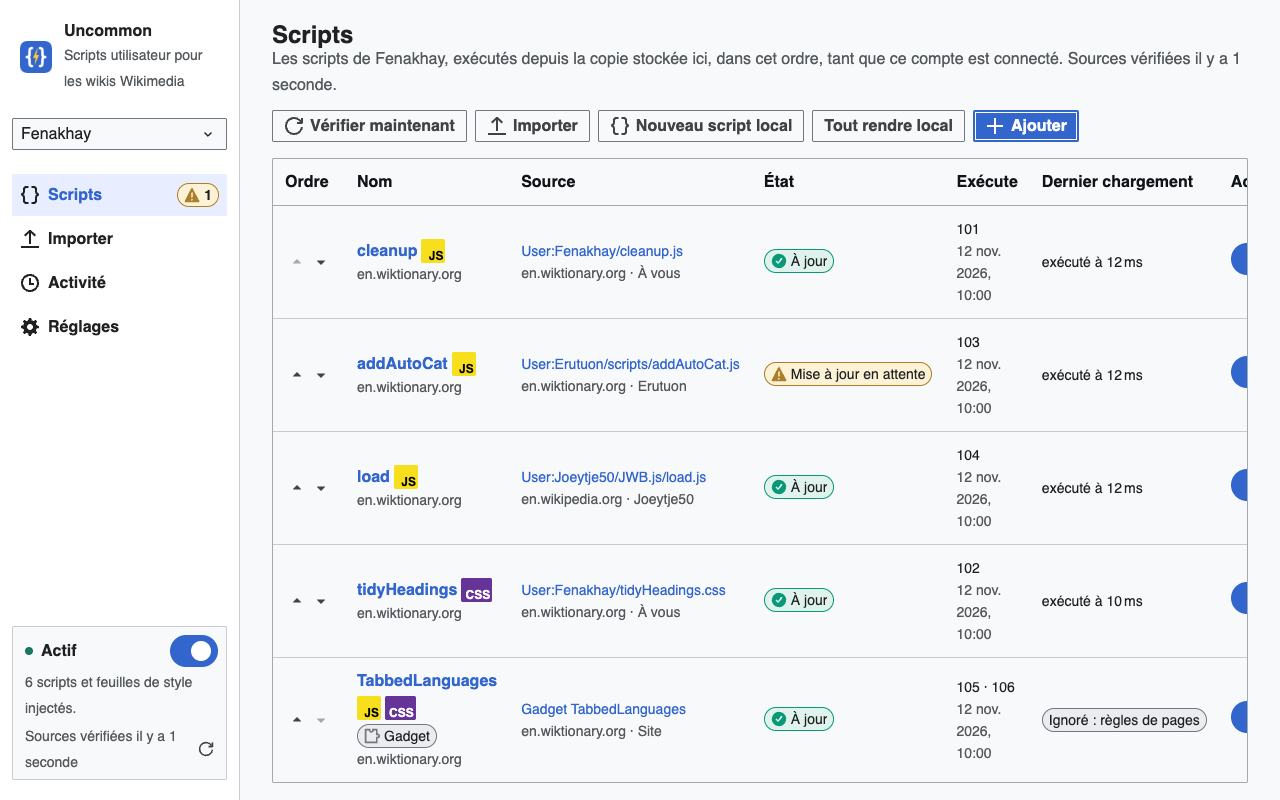 Uncommon
Scripts utilisateur pour
les wikis Wikimedia
Fenakhay
Scripts
1
Importer
Activité
Réglages
Actif
6 scripts et feuilles de style
injectés.
Sources vérifiées il y a 1
seconde
Scripts
Les scripts de Fenakhay, exécutés depuis la copie stockée ici, dans cet ordre, tant que ce compte est connecté. Sources vérifiées il y a 1
seconde.
Vérifier maintenant
Importer
Nouveau script local
Tout rendre local
Ajouter
Ordre Nom Source État Exécute Dernier chargement
cleanup JS
en.wiktionary.org
User:Fenakhay/cleanup.js
en.wiktionary.org · À vous
À jour
101
12 nov.
2026,
10:00
exécuté à 12 ms
addAutoCat JS
en.wiktionary.org
User:Erutuon/scripts/addAutoCat.js
en.wiktionary.org · Erutuon
Mise à jour en attente
103
12 nov.
2026,
10:00
exécuté à 12 ms
load JS
en.wiktionary.org
User:Joeytje50/JWB.js/load.js
en.wikipedia.org · Joeytje50
À jour
104
12 nov.
2026,
10:00
exécuté à 12 ms
tidyHeadings CSS
en.wiktionary.org
User:Fenakhay/tidyHeadings.css
en.wiktionary.org · À vous
À jour
102
12 nov.
2026,
10:00
exécuté à 10 ms
TabbedLanguages
JS CSS
Gadget
en.wiktionary.org
Gadget TabbedLanguages
en.wiktionary.org · Site
À jour
105 · 106
12 nov.
2026,
10:00
Ignoré : règles de pages